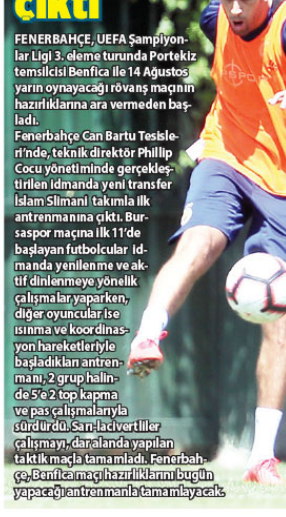 çıktı
FENERBAHÇE, UEFA Şampiyon-
lar Ligi 3. eleme turunda Portekiz
temsilcisi Benfica ile 14 Ağustos
yarın oynayacağı rövanş maçının
hazırlıklarına ara vermeden baş-
ladı.
Fenerbahçe Can Bartu Tesisle-
ri'nde, teknik direktör Phillip
Cocu yönetiminde gerçekleş-
tirilen idmanda yeni transfer
İslam Slimani takımla ilk
antrenmanına çıktı. Bur-
saspor maçına ilk 11'de
başlayan futbolcular id-
manda yenilenme ve ak-
tif dinlenmeye yönelik
çalışmalar yaparken,
diğer oyuncular ise
ısınma ve koordinas-
yon hareketleriyle
başladıkları antren-
manı, 2 grup halin-
de 5'e 2 top kapma
ve pas çalışmalarıyla
sürdürdü. Sarı-lacivertliler
çalışmayı, dar alanda yapılan
taktik maçla tamamladı. Fenerbah-
çe, Benfica maçı hazırlıklarını bugün
yapacağı antrenmanla tamamlayacak.